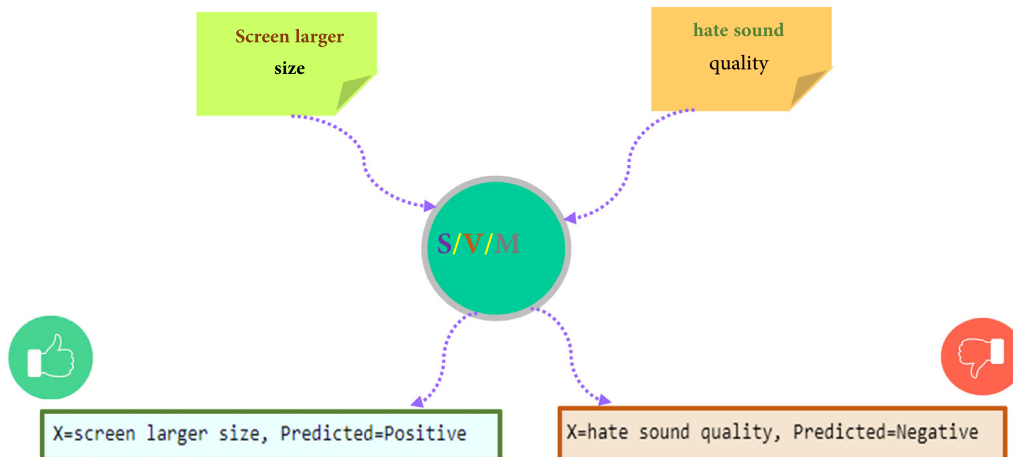 Screen larger
size
hate sound
quality
S/V/M
X=screen larger size, Predicted=Positive
X=hate sound quality, Predicted=Negative